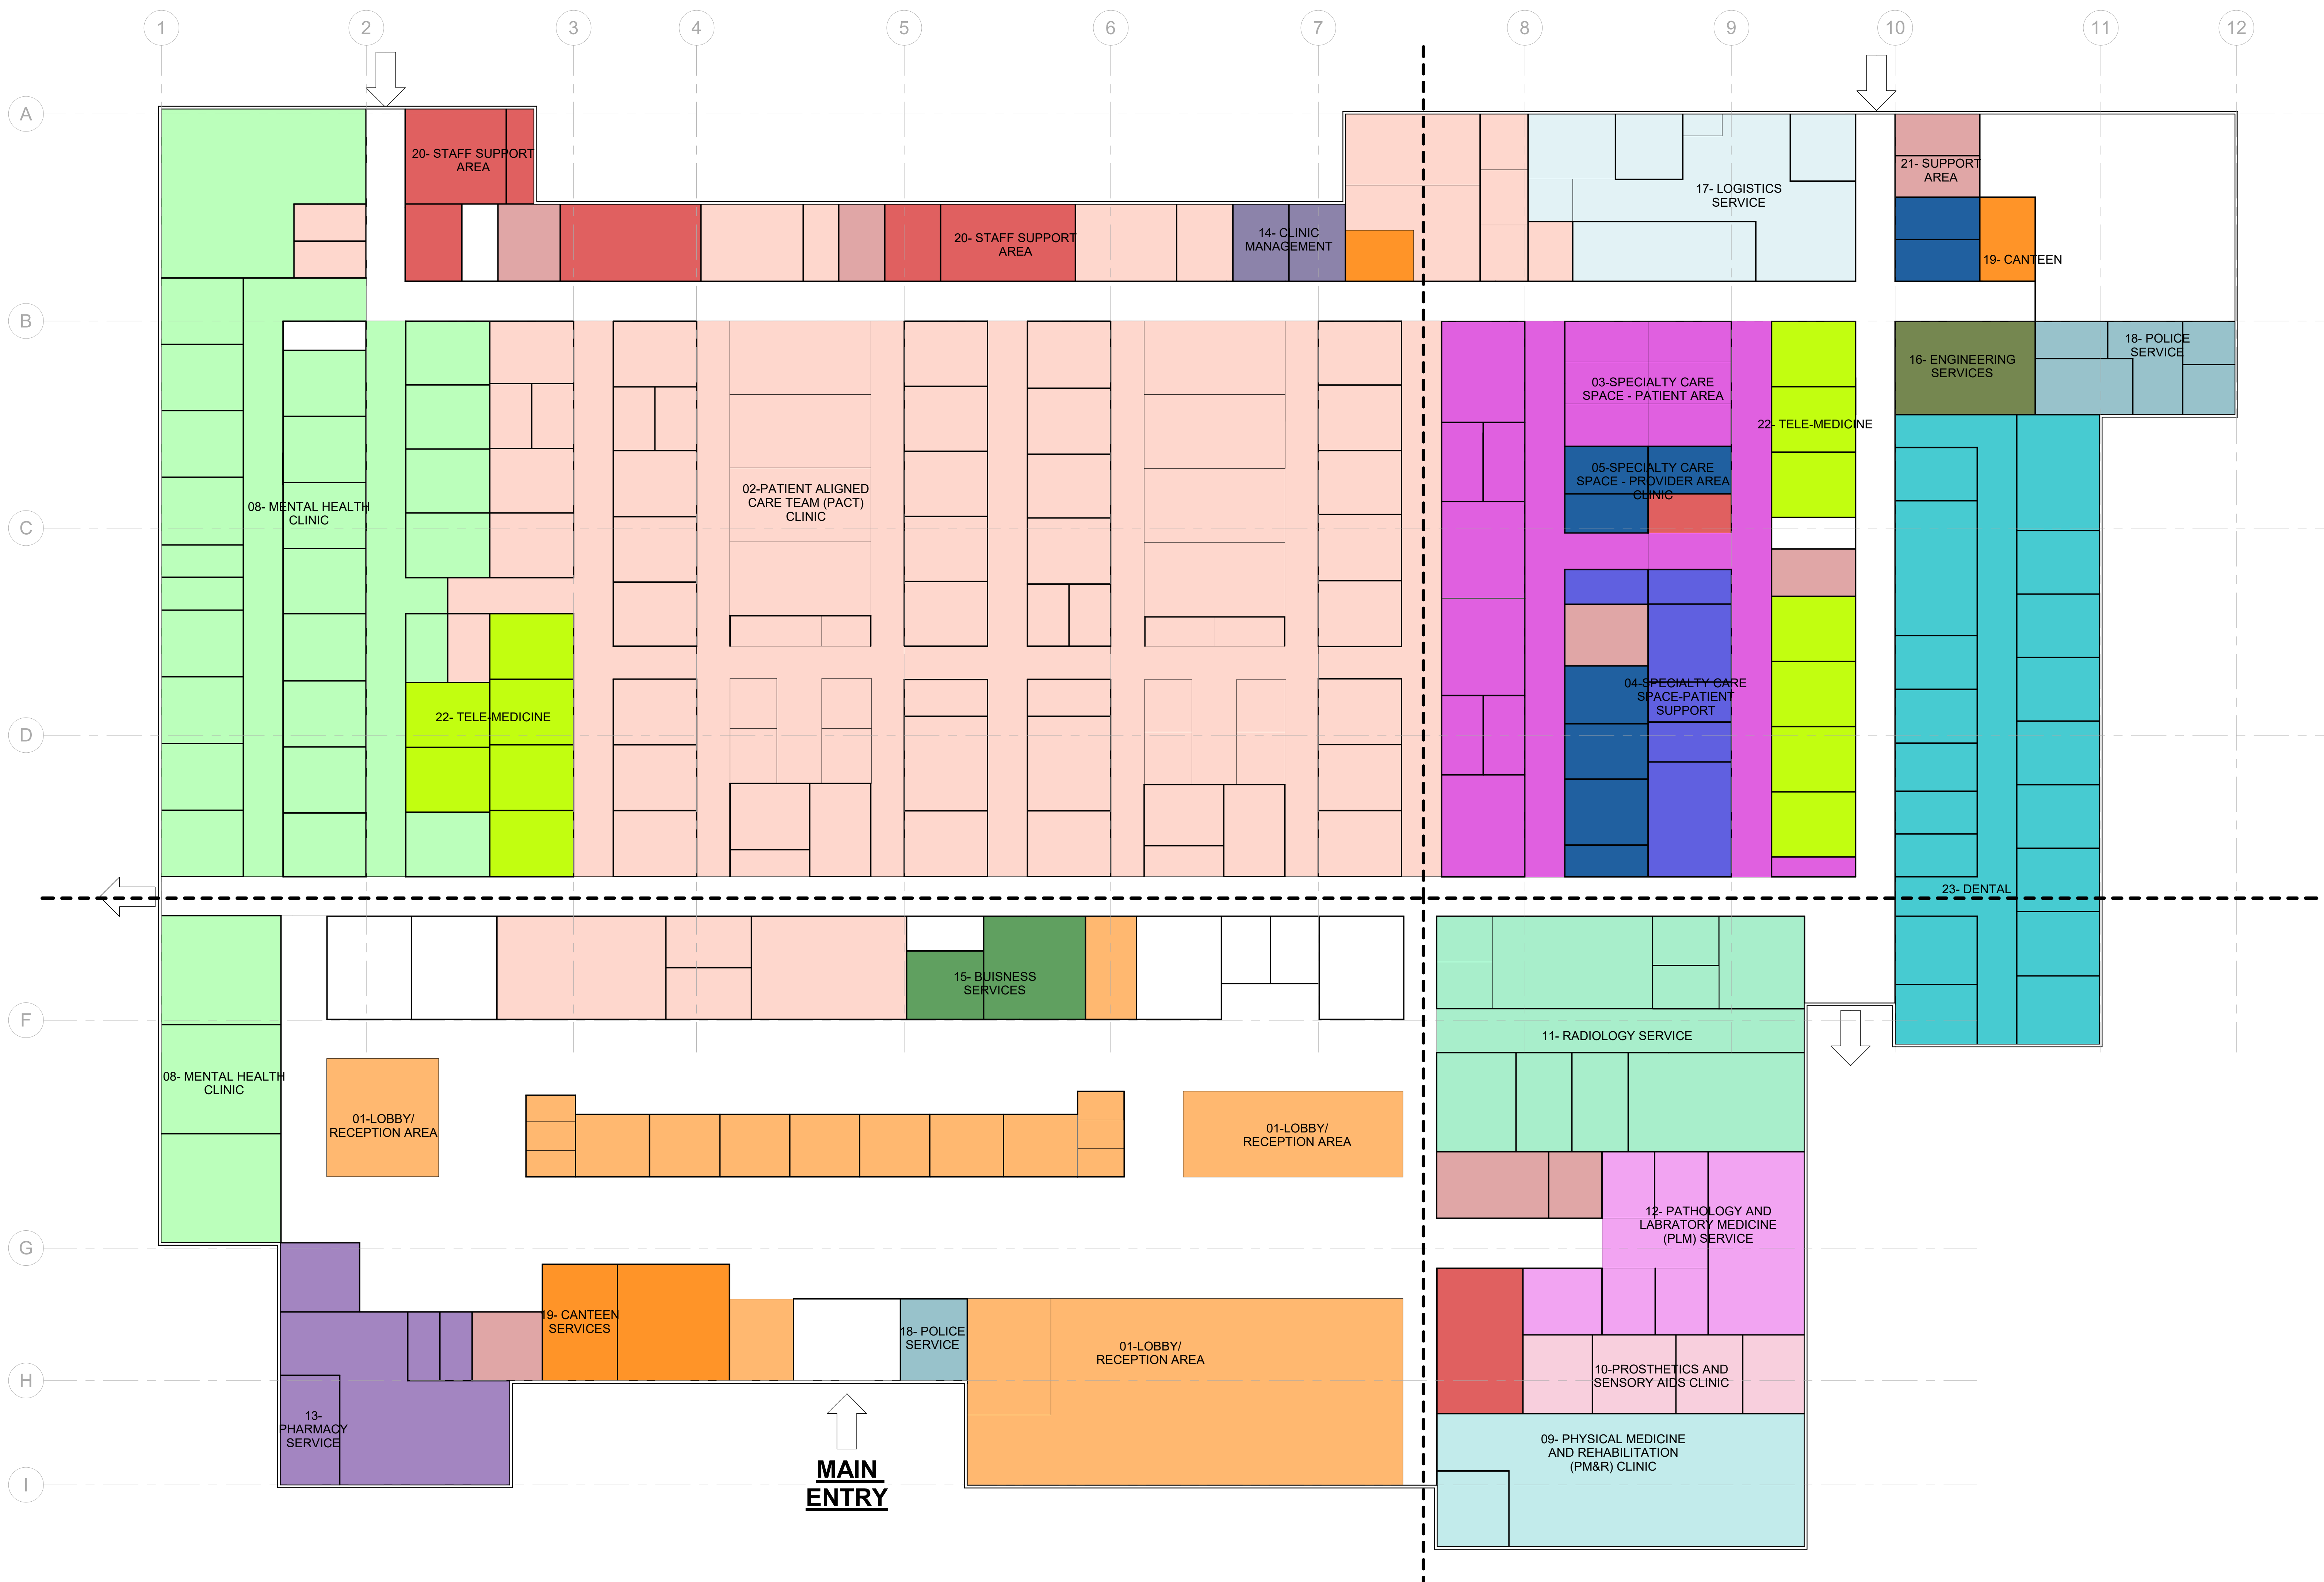 1 2 3 4 5 6 7 8 9 10 11 12
A
20- STAFF SUPPORT
AREA
21- SUPPORT
AREA
17- LOGISTICS
SERVICE
20- STAFF SUPPORT
AREA
14- CLINIC
MANAGEMENT
19- CANTEEN
B
16- ENGINEERING
SERVICES
18- POLICE
SERVICE
03-SPECIALTY CARE
SPACE - PATIENT AREA
22- TELE-MEDICINE
05-SPECIALTY CARE
SPACE - PROVIDER AREA
CLINIC
02-PATIENT ALIGNED
CARE TEAM (PACT)
CLINIC
08- MENTAL HEALTH
CLINIC
C
04-SPECIALTY CARE
SPACE-PATIENT
SUPPORT
22- TELE-MEDICINE
D
23- DENTAL
15- BUISNESS
SERVICES
F
11- RADIOLOGY SERVICE
08- MENTAL HEALTH
CLINIC
01-LOBBY/
RECEPTION AREA
01-LOBBY/
RECEPTION AREA
12- PATHOLOGY AND
LABRATORY MEDICINE
(PLM) SERVICE
G
19- CANTEEN
SERVICES
18- POLICE
SERVICE
01-LOBBY/
RECEPTION AREA
10-PROSTHETICS AND
SENSORY AIDS CLINIC
H
13-
PHARMACY
SERVICE
09- PHYSICAL MEDICINE
AND REHABILITATION
(PM&R) CLINIC
MAIN
ENTRY
I